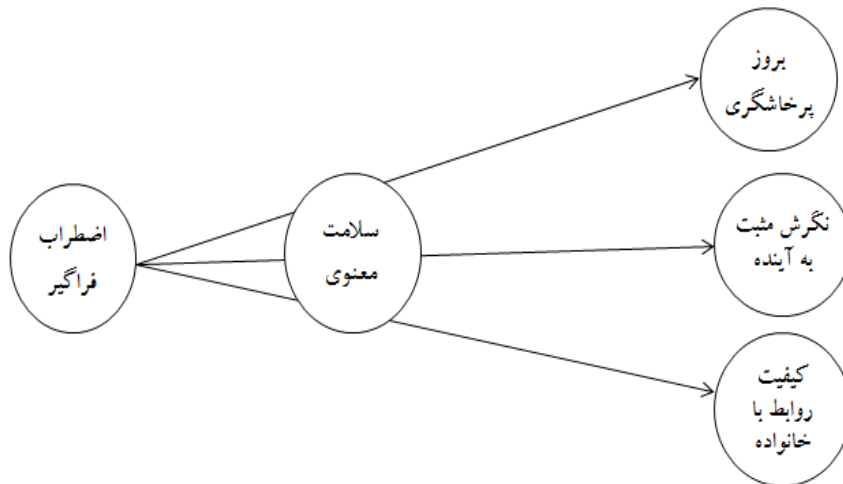 اضطراب
فراگیر
سلامت
معنوی
بروز
پرخاشگری
نگرش مثبت
به آینده
کیفیت
روابط با
خانواده